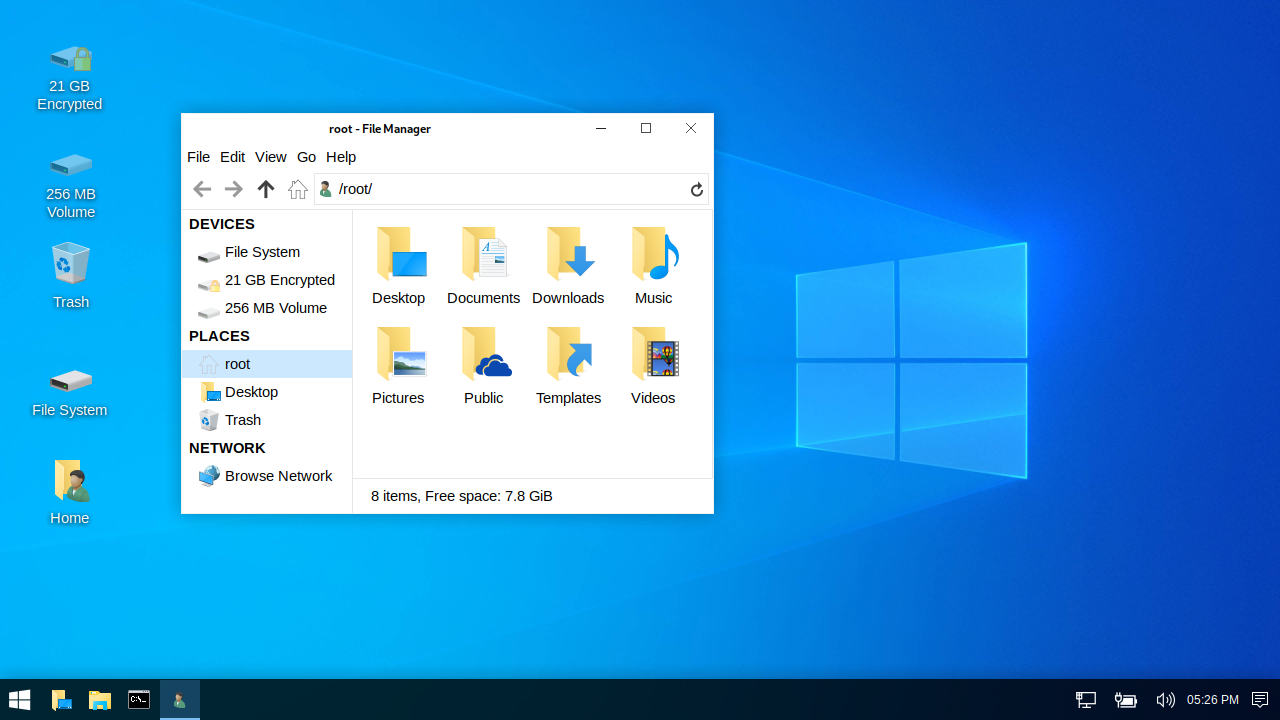 21 GB
Encrypted
256 MB
Volume
Trash
File System
Home
root - File Manager
File Edit View Go Help
/root/
DEVICES
File System
21 GB Encrypted
256 MB Volume
PLACES
root
Desktop
Trash
NETWORK
Browse Network
Desktop Documents Downloads Music
Pictures Public Templates Videos
8 items, Free space: 7.8 GiB
C:\_
05:26 PM